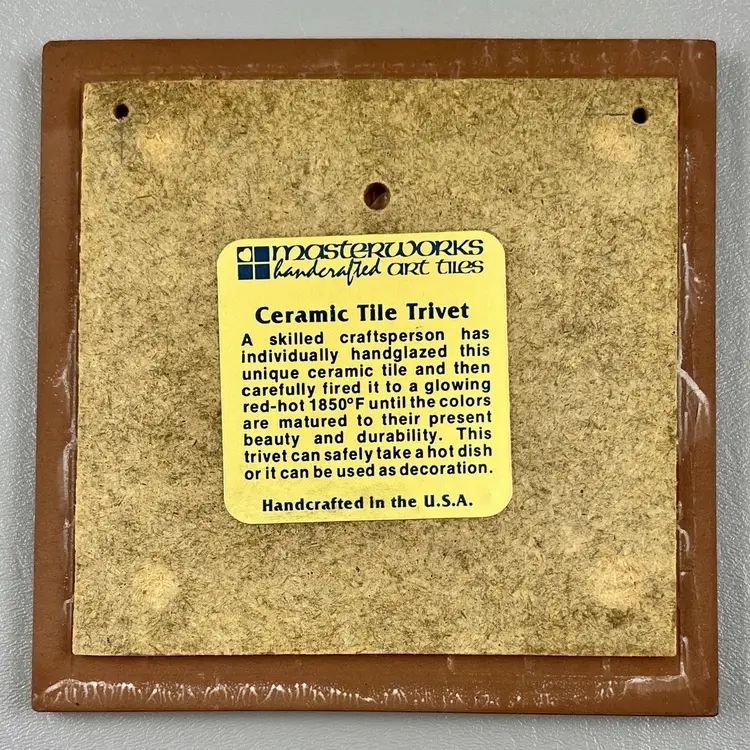 masterworks
handcrafted art tiles
Ceramic Tile Trivet
A skilled craftsperson has
individually handglazed this
unique ceramic tile and then
carefully fired it to a glowing
red-hot 1850°F until the colors
are matured to their present
beauty and durability. This
trivet can safely take a hot dish
or it can be used as decoration.
Handcrafted in the U.S.A.